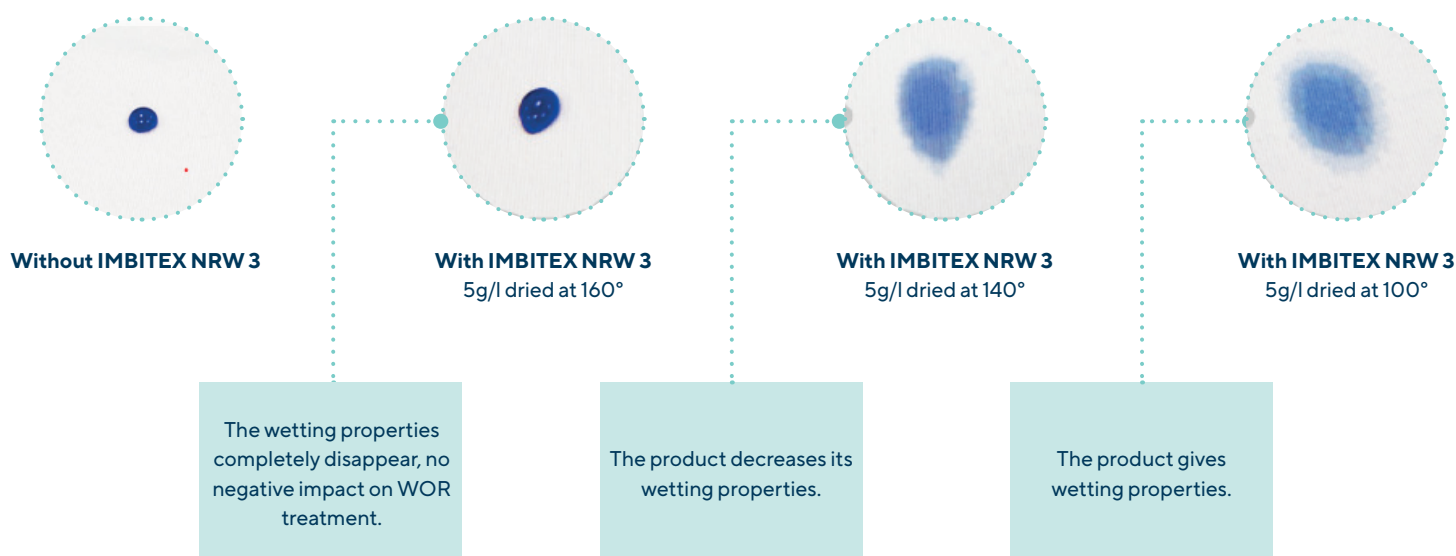 Without IMBITEX NRW 3
With IMBITEX NRW 3
5g/l dried at 160°
With IMBITEX NRW 3
5g/l dried at 140°
With IMBITEX NRW 3
5g/l dried at 100°
The wetting properties
completely disappear, no
negative impact on WOR
treatment.
The product decreases its
wetting properties.
The product gives
wetting properties.